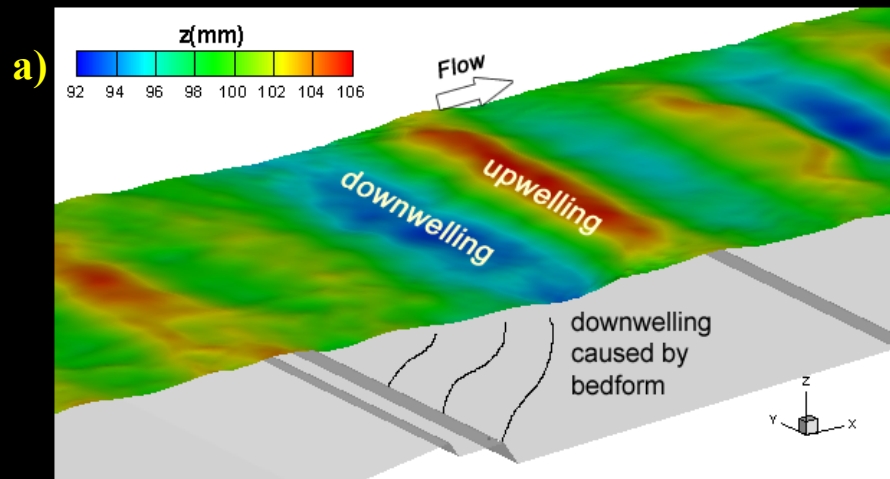 a)
z(mm)
92 94 96 98 100 102 104 106
Flow
upwelling
downwelling
downwelling
caused by
bedform
Z
Y
X